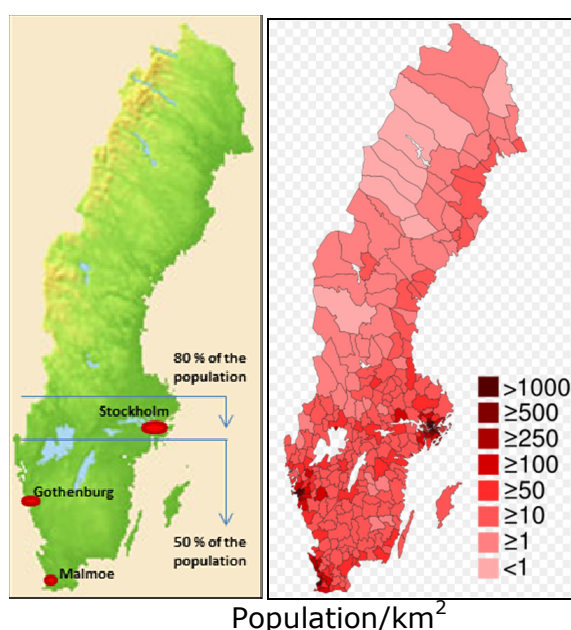 80 % of the
population
Stockholm
Gothenburg
50 % of the
population
Malmoe
>1000
≥500
≥250
≥100
≥50
≥10
≥1
<1
Population/km²